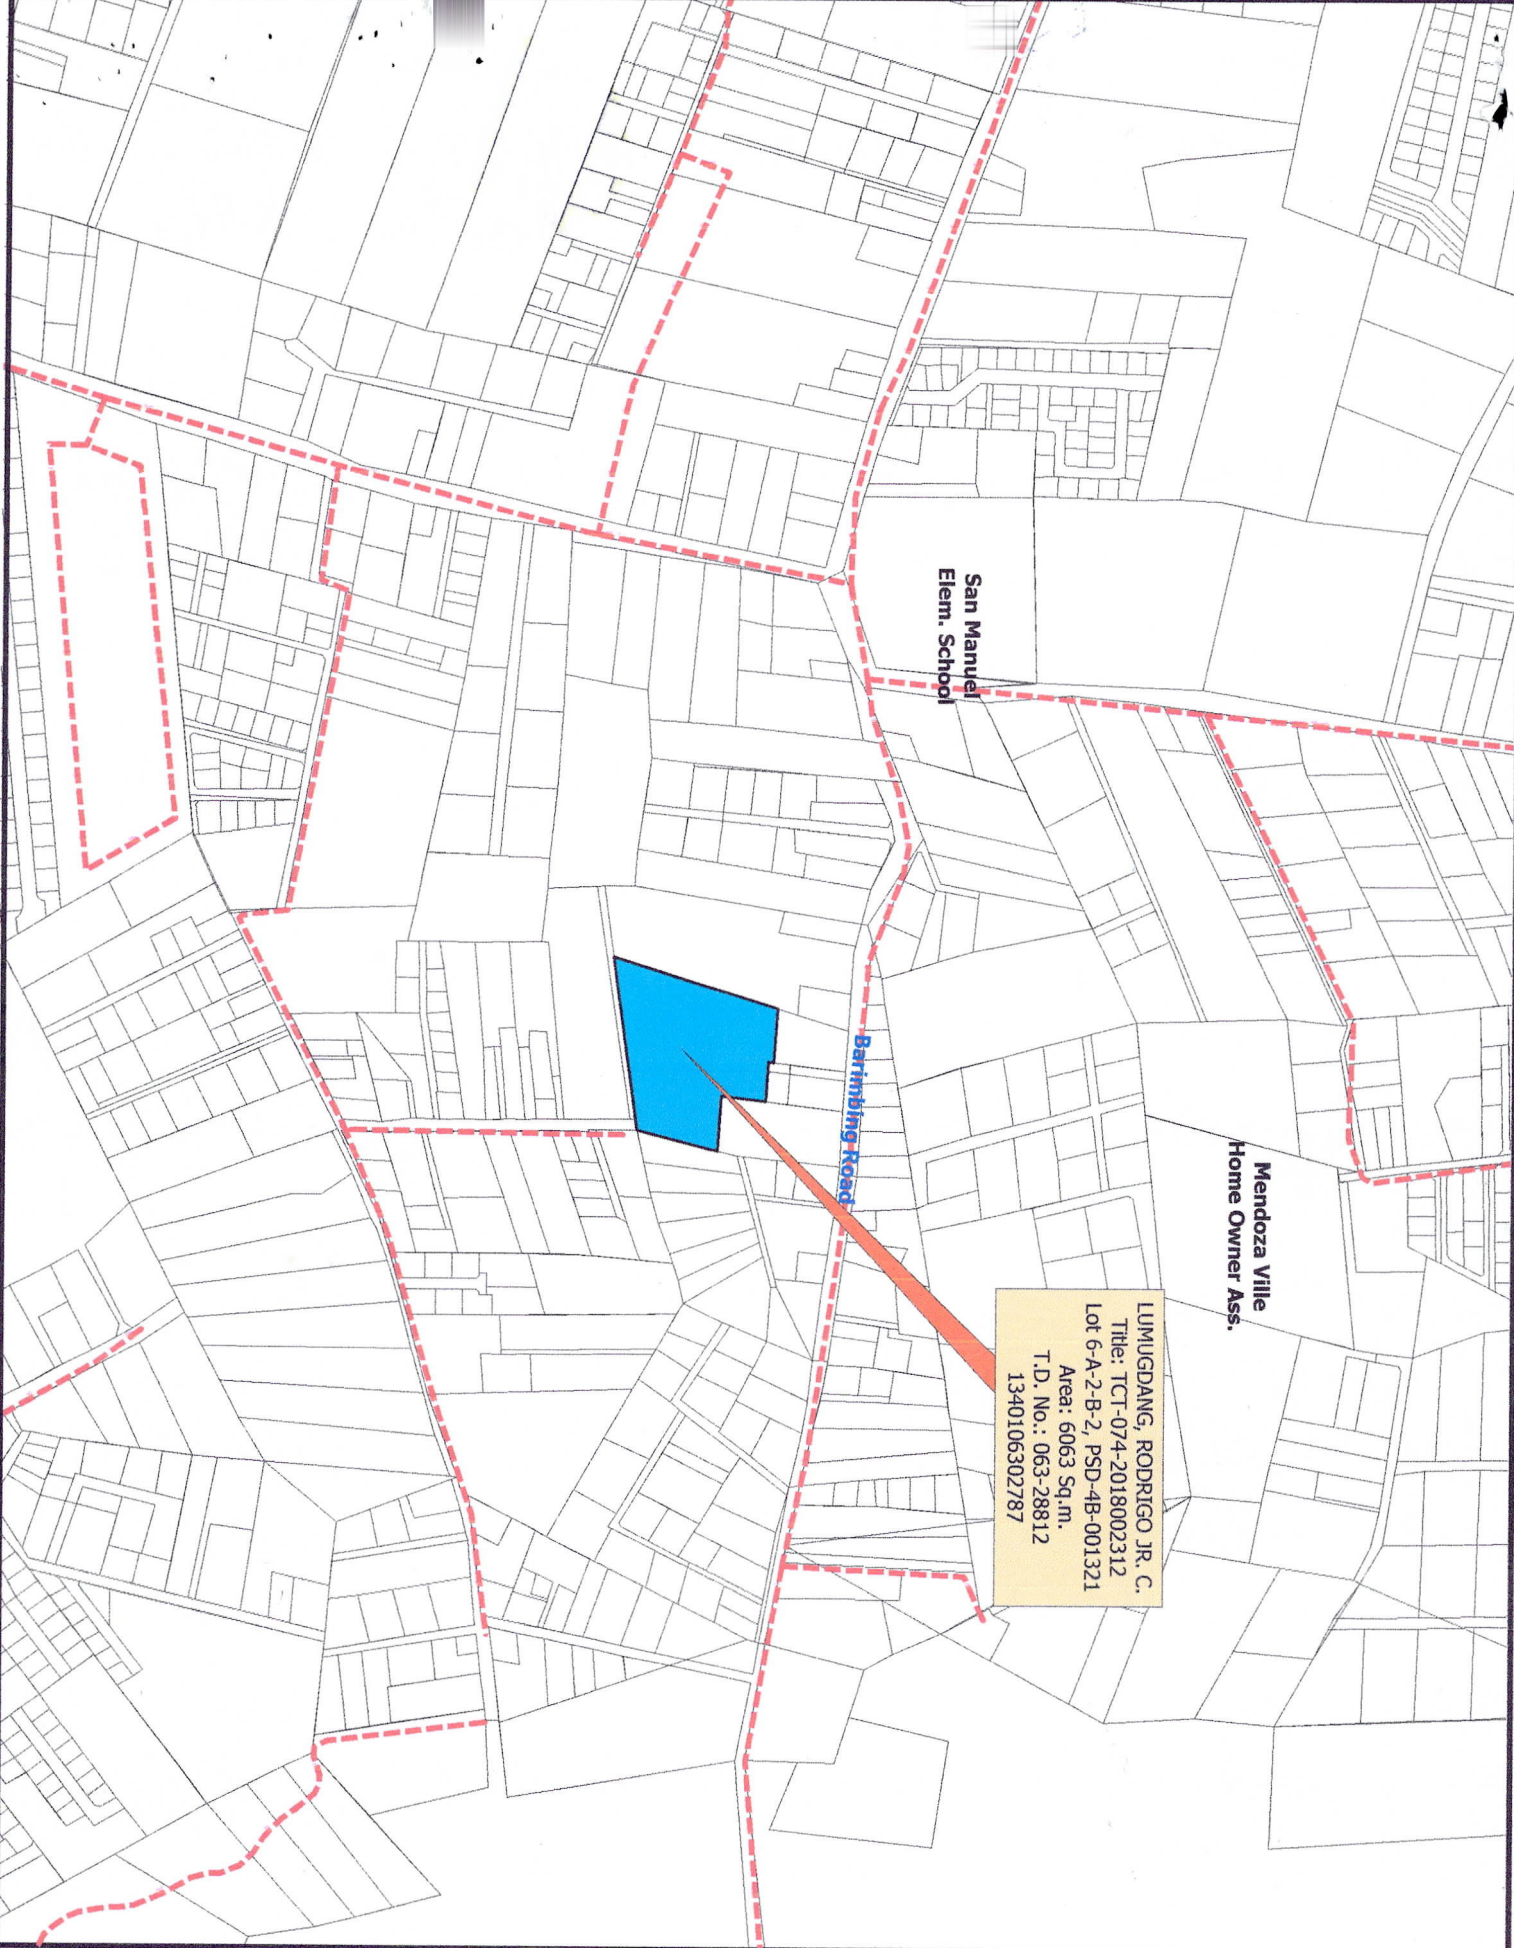 San Manuel
Elem. School
Barimbing Road
Mendoza Ville
Home Owner Ass.
LUMUGDANG, RODRIGO JR. C.
Title: TCT-074-2018002312
Lot 6-A-2-B-2, PSD-4B-001321
Area: 6063 Sq.m.
T.D. No.: 063-28812
1340106302787